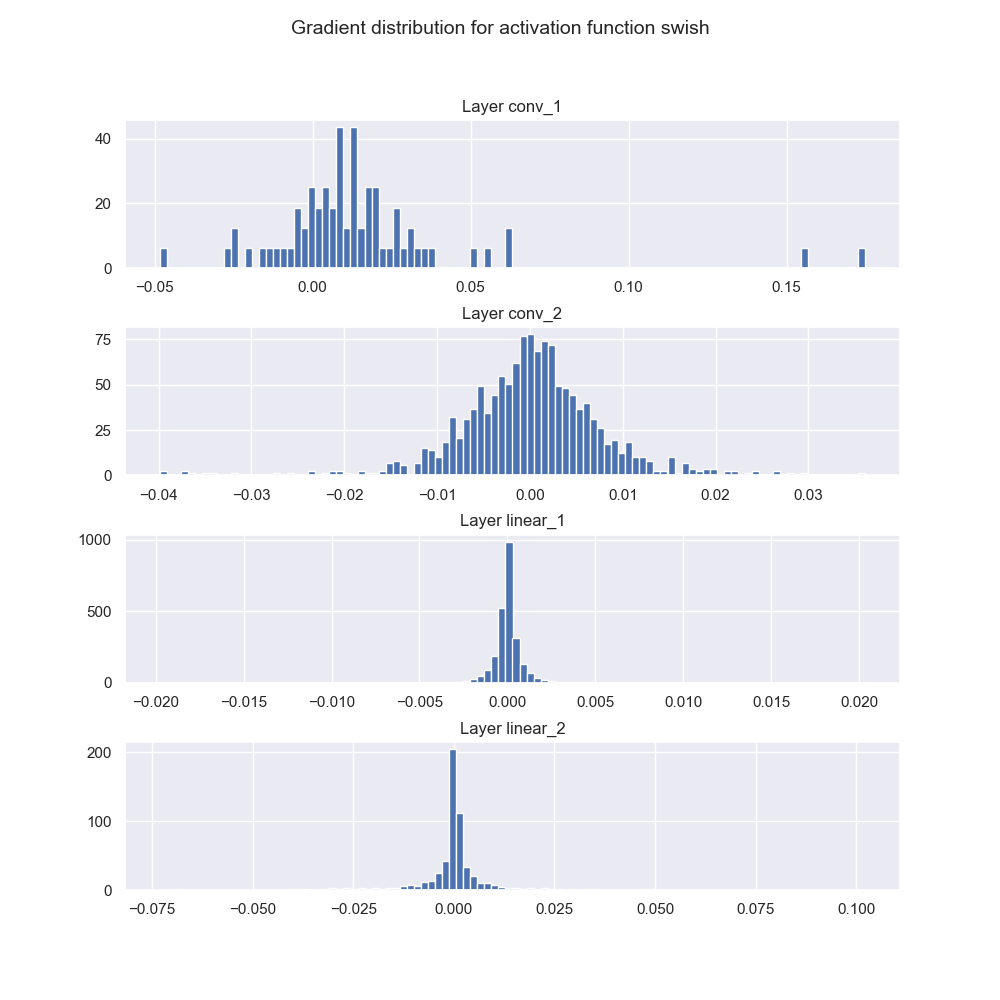 Gradient distribution for activation function swish
Layer conv_1
40
20
0
−0.05 0.00 0.05 0.10 0.15
Layer conv_2
75
50
25
0
−0.04 −0.03 −0.02 −0.01 0.00 0.01 0.02 0.03
Layer linear_1
1000
500
0
−0.020 −0.015 −0.010 −0.005 0.000 0.005 0.010 0.015 0.020
Layer linear_2
200
100
0
−0.075 −0.050 −0.025 0.000 0.025 0.050 0.075 0.100